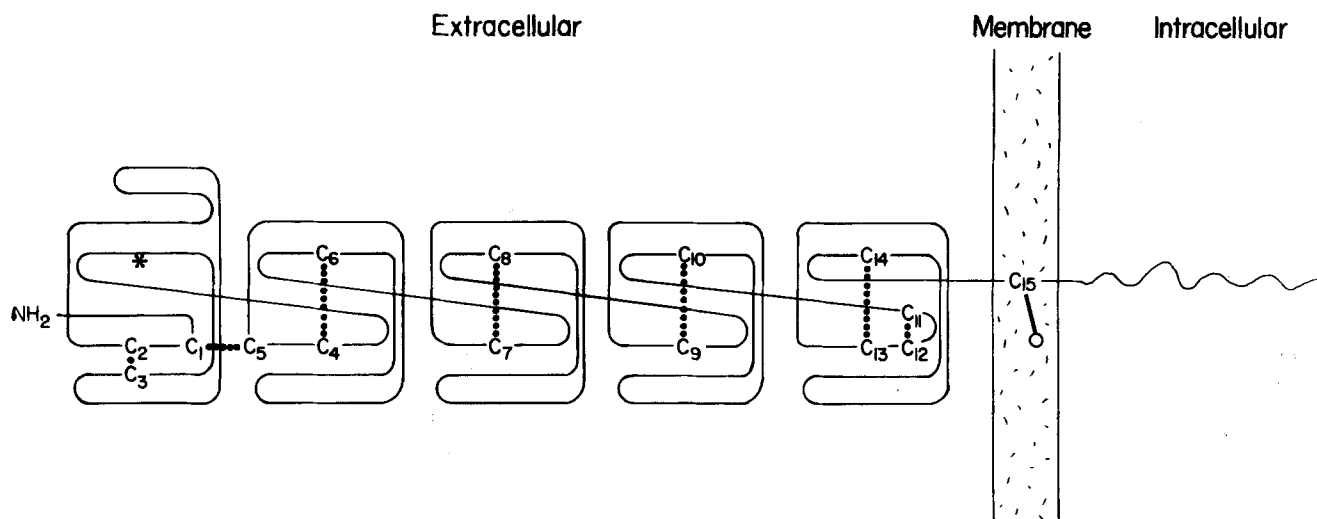 Extracellular Membrane Intracellular
* C6 C8 C10 C14
NH2 C15
C11
C2 C1 C5 C4 C7 C9 C13 C12
C3